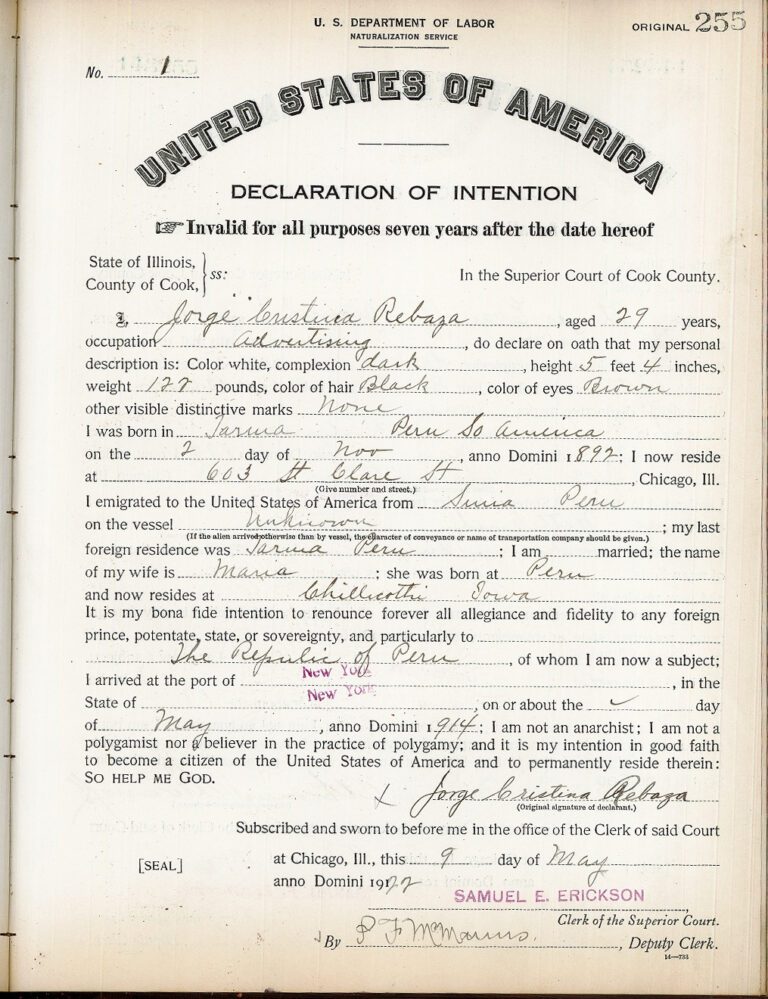 U. S. DEPARTMENT OF LABOR
NATURALIZATION SERVICE
ORIGINAL 255
No. 1
UNITED STATES OF AMERICA
DECLARATION OF INTENTION
☞Invalid for all purposes seven years after the date hereof
State of Illinois,
County of Cook,
ss:
In the Superior Court of Cook County.
I, Jorge Cristina Rebaza, aged 29 years,
occupation Advertising, do declare on oath that my personal
description is: Color white, complexion dark, height 5 feet 4 inches,
weight 122 pounds, color of hair Black, color of eyes Brown
other visible distinctive marks None
I was born in Tarma Peru So America
on the 2 day of Nov, anno Domini 1892; I now reside
at 603 St Clare St, Chicago, Ill.
(Give number and street.)
I emigrated to the United States of America from Peru
on the vessel Unknown; my last
(If the alien arrived otherwise than by vessel, the character of conveyance or name of transportation company should be given.)
foreign residence was Tarma Peru; I am married; the name
of my wife is Maria; she was born at Peru
and now resides at Chillicothi Iowa
It is my bona fide intention to renounce forever all allegiance and fidelity to any foreign
prince, potentate, state, or sovereignty, and particularly to
The Republic of Peru, of whom I am now a subject;
I arrived at the port of New York, in the
State of New York, on or about the ✓ day
of May, anno Domini 1914; I am not an anarchist; I am not a
polygamist nor a believer in the practice of polygamy; and it is my intention in good faith
to become a citizen of the United States of America and to permanently reside therein:
SO HELP ME GOD.
x Jorge Cristina Rebaza
(Original signature of declarant.)
Subscribed and sworn to before me in the office of the Clerk of said Court
[SEAL]
at Chicago, Ill., this 9 day of May
anno Domini 1922
SAMUEL E. ERICKSON
Clerk of the Superior Court.
By P F McManus, Deputy Clerk.
14—733